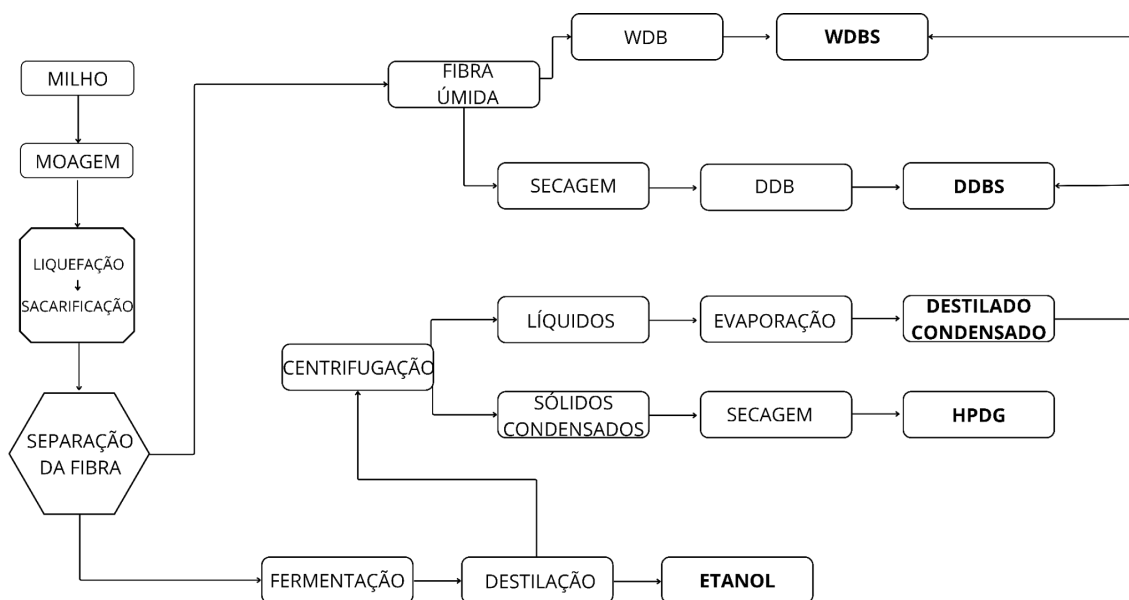 MILHO
MOAGEM
LIQUEFAÇÃO
SACARIFICAÇÃO
SEPARAÇÃO
DA FIBRA
FIBRA
ÚMIDA
WDB
WDBS
SECAGEM
DDB
DDBS
CENTRIFUGAÇÃO
LÍQUIDOS
EVAPORAÇÃO
DESTILADO
CONDENSADO
SÓLIDOS
CONDENSADOS
SECAGEM
HPDG
FERMENTAÇÃO
DESTILAÇÃO
ETANOL